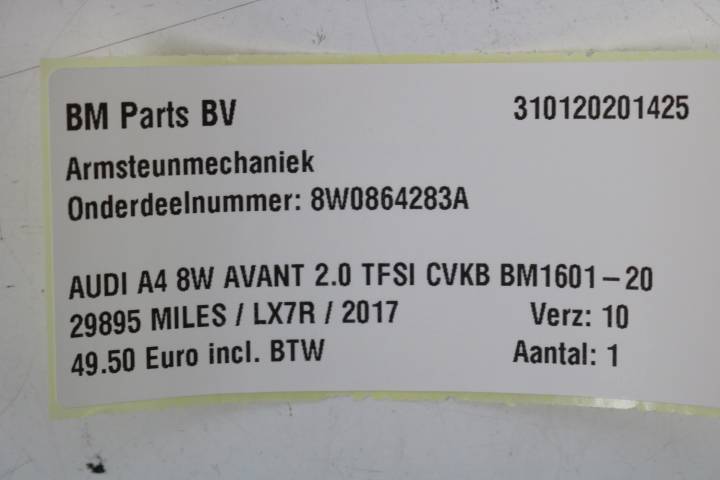 BM Parts BV 310120201425
Armsteunmechaniek
Onderdeelnummer: 8W0864283A
AUDI A4 8W AVANT 2.0 TFSI CVKB BM1601-20
29895 MILES / LX7R / 2017 Verz: 10
49.50 Euro incl. BTW Aantal: 1